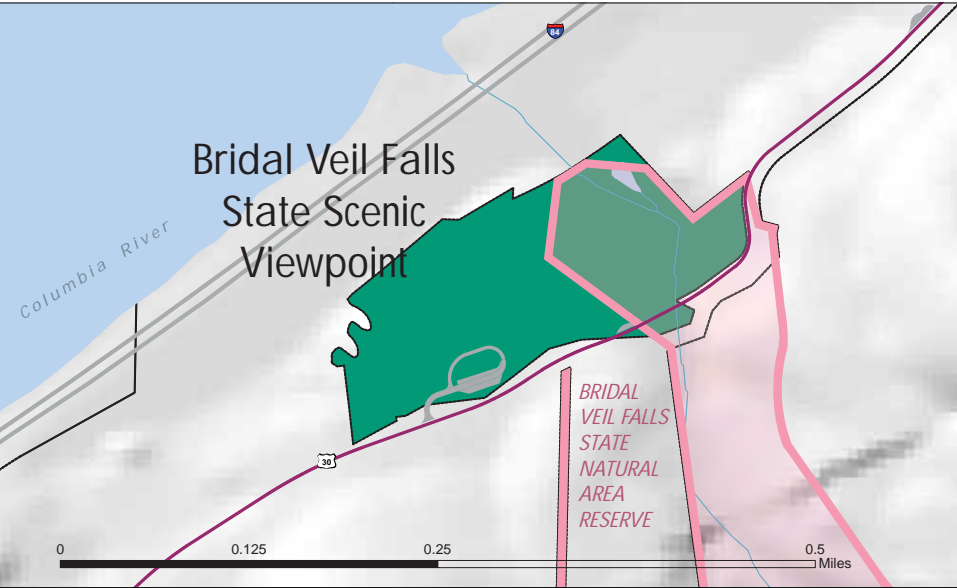 84
Bridal Veil Falls
State Scenic
Viewpoint
Columbia River
30
BRIDAL
VEIL FALLS
STATE
NATURAL
AREA
RESERVE
0 0.125 0.25 0.5
Miles